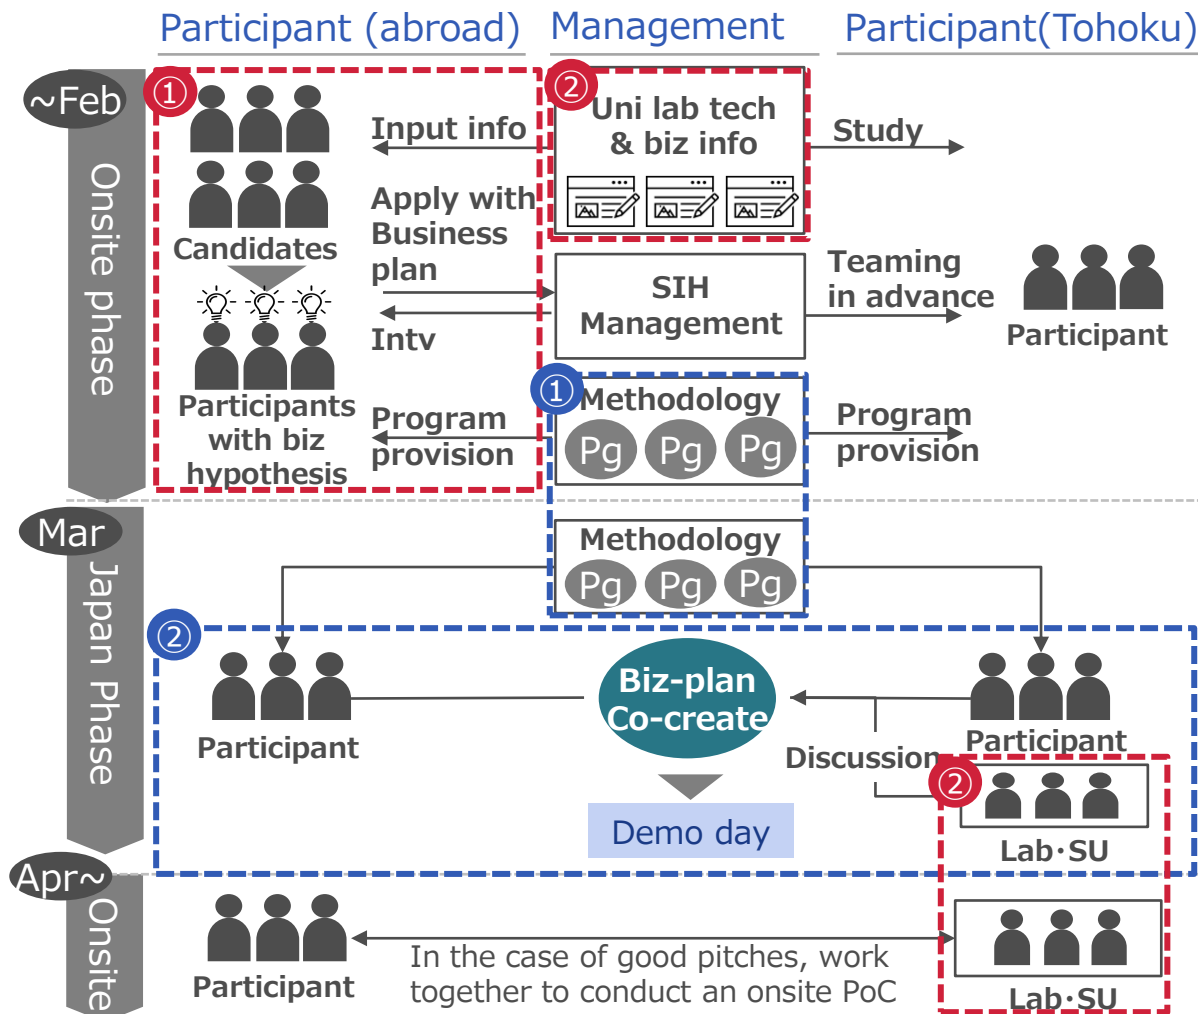 Participant (abroad)
Management
Participant(Tohoku)
~Feb
Onsite phase
①
Candidates
Participants
with biz
hypothesis
Input info
Apply with
Business
plan
Intv
Program
provision
②
Uni lab tech
& biz info
SIH
Management
①
Methodology
Pg Pg Pg
Study
Teaming
in advance
Participant
Program
provision
Mar
Japan Phase
Methodology
Pg Pg Pg
②
Participant
Biz-plan
Co-create
Demo day
Discussion
Participant
②
Lab･SU
Apr~
Onsite
Participant
In the case of good pitches, work
together to conduct an onsite PoC
Lab･SU